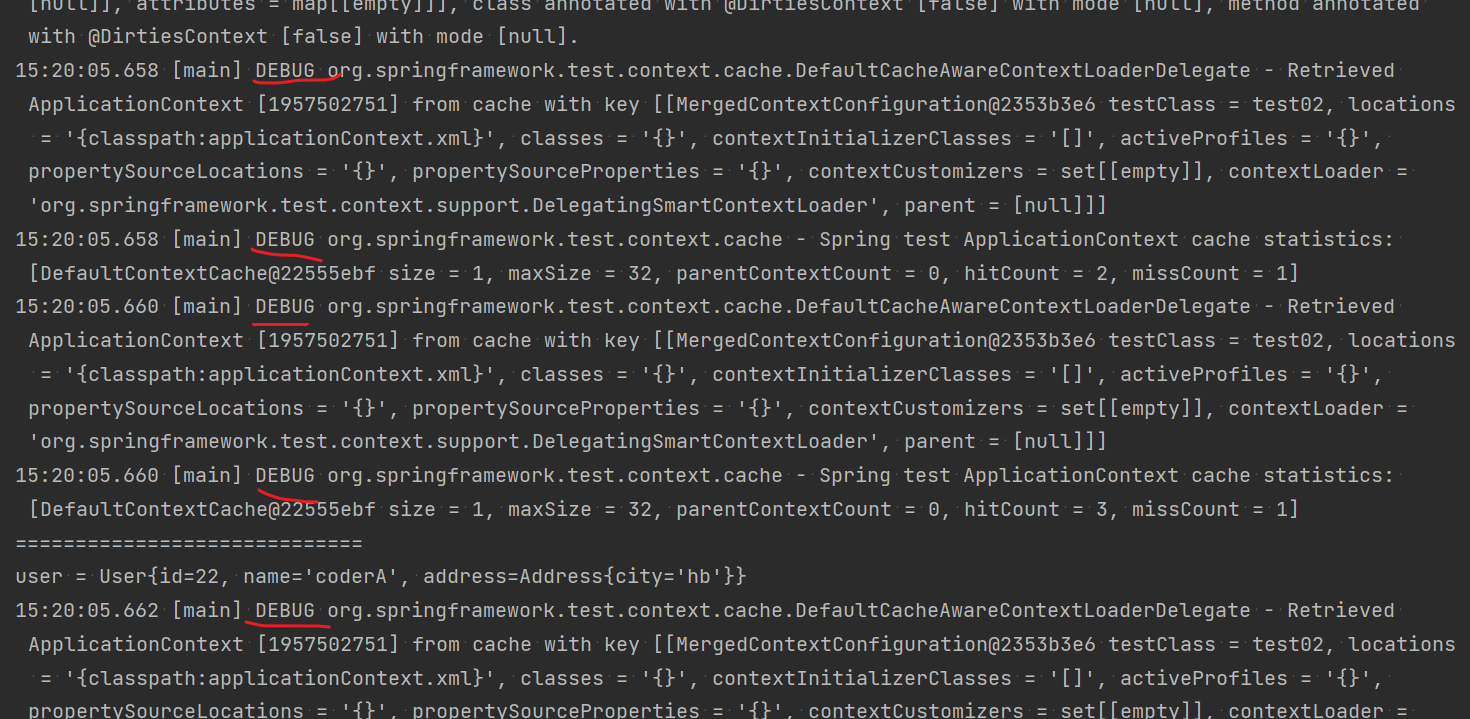 [null]], attributes = map[[empty]]], class annotated with @DirtiesContext [false] with mode [null], method annotated
with @DirtiesContext [false] with mode [null].
15:20:05.658 [main] DEBUG org.springframework.test.context.cache.DefaultCacheAwareContextLoaderDelegate - Retrieved
ApplicationContext [1957502751] from cache with key [[MergedContextConfiguration@2353b3e6 testClass = test02, locations
= '{classpath:applicationContext.xml}', classes = '{}', contextInitializerClasses = '[]', activeProfiles = '{}',
propertySourceLocations = '{}', propertySourceProperties = '{}', contextCustomizers = set[[empty]], contextLoader =
'org.springframework.test.context.support.DelegatingSmartContextLoader', parent = [null]]]
15:20:05.658 [main] DEBUG org.springframework.test.context.cache - Spring test ApplicationContext cache statistics:
[DefaultContextCache@22555ebf size = 1, maxSize = 32, parentContextCount = 0, hitCount = 2, missCount = 1]
15:20:05.660 [main] DEBUG org.springframework.test.context.cache.DefaultCacheAwareContextLoaderDelegate - Retrieved
ApplicationContext [1957502751] from cache with key [[MergedContextConfiguration@2353b3e6 testClass = test02, locations
= '{classpath:applicationContext.xml}', classes = '{}', contextInitializerClasses = '[]', activeProfiles = '{}',
propertySourceLocations = '{}', propertySourceProperties = '{}', contextCustomizers = set[[empty]], contextLoader =
'org.springframework.test.context.support.DelegatingSmartContextLoader', parent = [null]]]
15:20:05.660 [main] DEBUG org.springframework.test.context.cache - Spring test ApplicationContext cache statistics:
[DefaultContextCache@22555ebf size = 1, maxSize = 32, parentContextCount = 0, hitCount = 3, missCount = 1]
=============================
user = User{id=22, name='coderA', address=Address{city='hb'}}
15:20:05.662 [main] DEBUG org.springframework.test.context.cache.DefaultCacheAwareContextLoaderDelegate - Retrieved
ApplicationContext [1957502751] from cache with key [[MergedContextConfiguration@2353b3e6 testClass = test02, locations
= '{classpath:applicationContext.xml}', classes = '{}', contextInitializerClasses = '[]', activeProfiles = '{}',
propertySourceLocations = '{}', propertySourceProperties = '{}', contextCustomizers = set[[empty]], contextLoader =